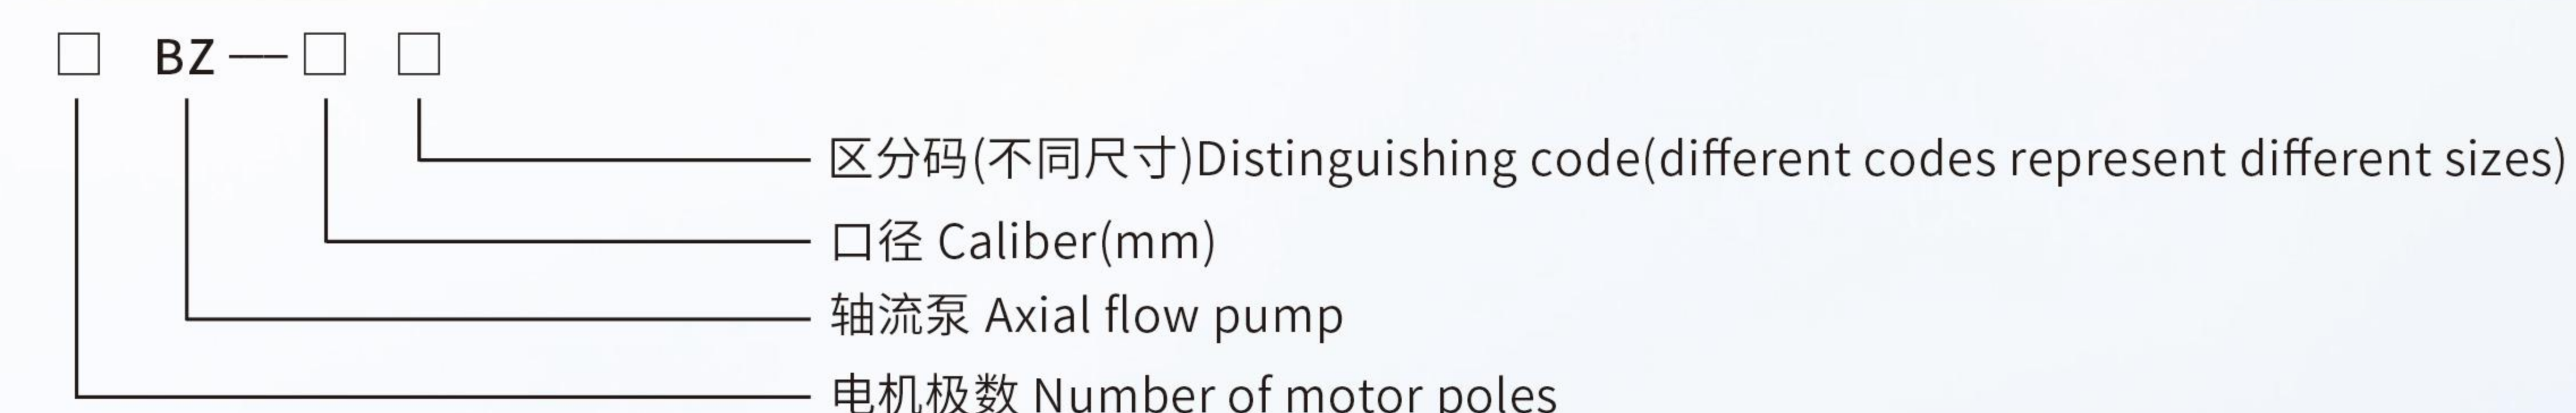 □ BZ — □ □
区分码(不同尺寸)Distinguishing code(different codes represent different sizes)
口径 Caliber(mm)
轴流泵 Axial flow pump
电机极数 Number of motor poles